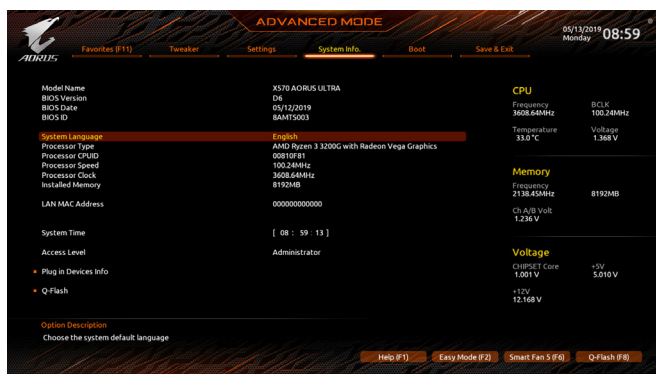 ADVANCED MODE
05/13/2019 Monday 08:59
AORUS
Favorites (F11) Tweaker Settings System Info. Boot Save & Exit
Model Name X570 AORUS ULTRA
BIOS Version D6
BIOS Date 05/12/2019
BIOS ID 8AMTS003
System Language English
Processor Type AMD Ryzen 3 3200G with Radeon Vega Graphics
Processor CPUID 00810F81
Processor Speed 100.24MHz
Processor Clock 3608.64MHz
Installed Memory 8192MB
LAN MAC Address 000000000000
System Time [ 08 : 59 : 13 ]
Access Level Administrator
Plug in Devices Info
Q-Flash
CPU
Frequency BCLK
3608.64MHz 100.24MHz
Temperature Voltage
33.0 °C 1.368 V
Memory
Frequency
2138.45MHz 8192MB
Ch A/B Volt
1.236 V
Voltage
CHIPSET Core +5V
1.001 V 5.010 V
+12V
12.168 V
Option Description
Choose the system default language
Help (F1) Easy Mode (F2) Smart Fan 5 (F6) Q-Flash (F8)